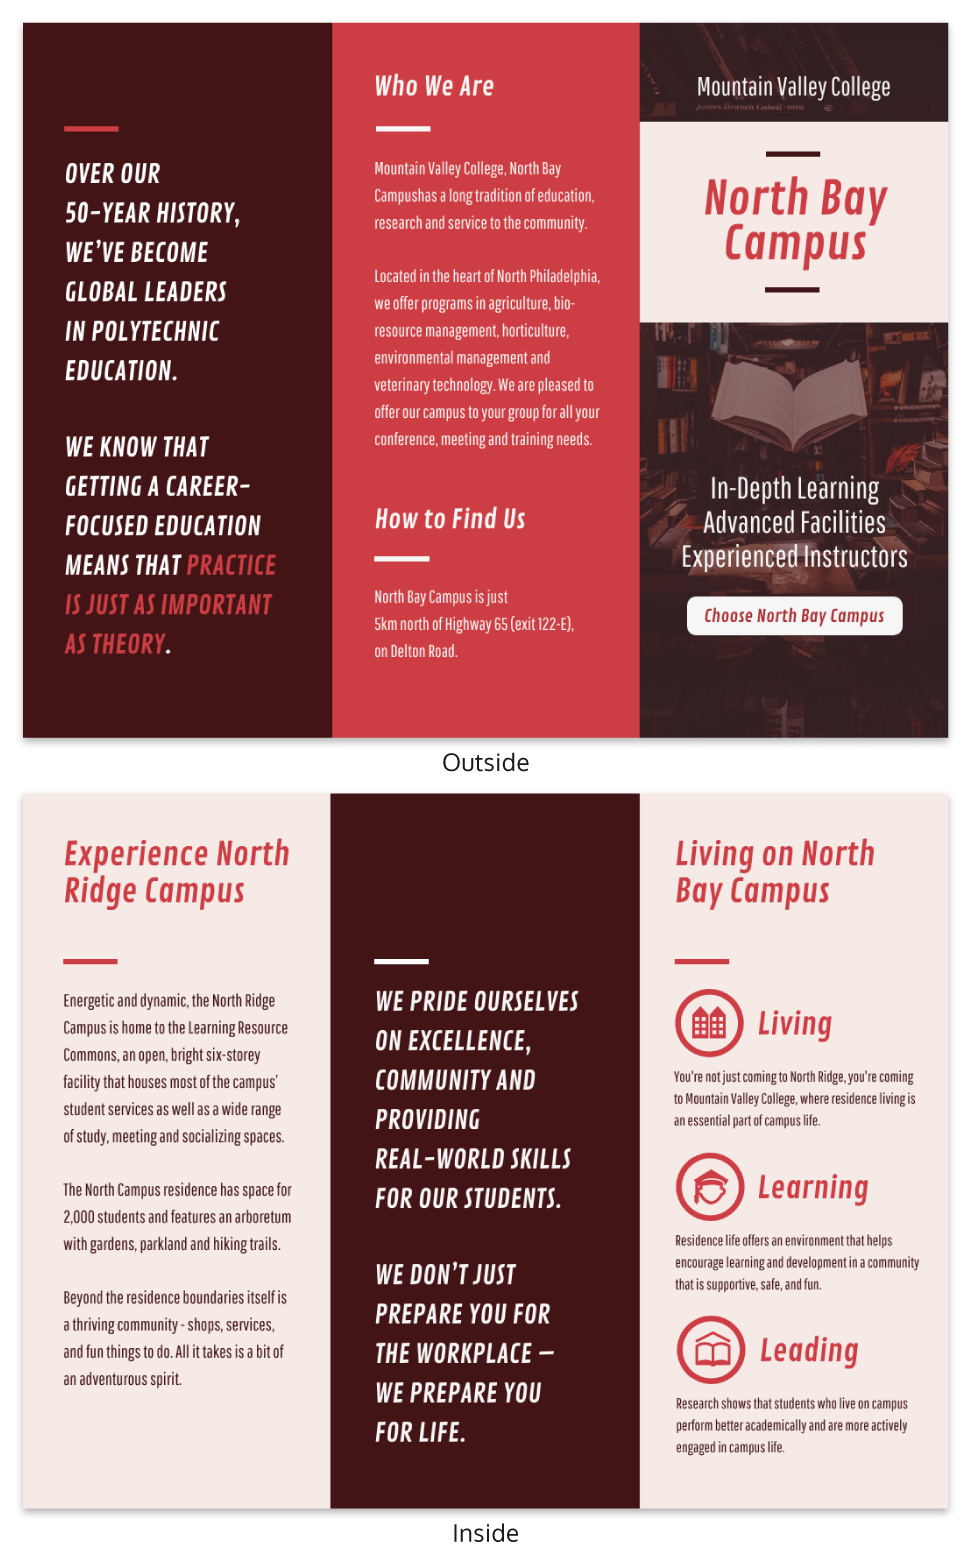 OVER OUR
50-YEAR HISTORY,
WE'VE BECOME
GLOBAL LEADERS
IN POLYTECHNIC
EDUCATION.
WE KNOW THAT
GETTING A CAREER-
FOCUSED EDUCATION
MEANS THAT PRACTICE
IS JUST AS IMPORTANT
AS THEORY.
Who We Are
Mountain Valley College, North Bay
Campushas a long tradition of education,
research and service to the community.
Located in the heart of North Philadelphia,
we offer programs in agriculture, bio-
resource management, horticulture,
environmental management and
veterinary technology. We are pleased to
offer our campus to your group for all your
conference, meeting and training needs.
How to Find Us
North Bay Campus is just
5km north of Highway 65 (exit 122-E),
on Delton Road.
Mountain Valley College
James Branch Cabell
North Bay
Campus
In-Depth Learning
Advanced Facilities
Experienced Instructors
Choose North Bay Campus
Outside
Experience North
Ridge Campus
Energetic and dynamic, the North Ridge
Campus is home to the Learning Resource
Commons, an open, bright six-storey
facility that houses most of the campus'
student services as well as a wide range
of study, meeting and socializing spaces.
The North Campus residence has space for
2,000 students and features an arboretum
with gardens, parkland and hiking trails.
Beyond the residence boundaries itself is
a thriving community - shops, services,
and fun things to do. All it takes is a bit of
an adventurous spirit.
WE PRIDE OURSELVES
ON EXCELLENCE,
COMMUNITY AND
PROVIDING
REAL-WORLD SKILLS
FOR OUR STUDENTS.
WE DON'T JUST
PREPARE YOU FOR
THE WORKPLACE —
WE PREPARE YOU
FOR LIFE.
Living on North
Bay Campus
Living
You're not just coming to North Ridge, you're coming
to Mountain Valley College, where residence living is
an essential part of campus life.
Learning
Residence life offers an environment that helps
encourage learning and development in a community
that is supportive, safe, and fun.
Leading
Research shows that students who live on campus
perform better academically and are more actively
engaged in campus life.
Inside